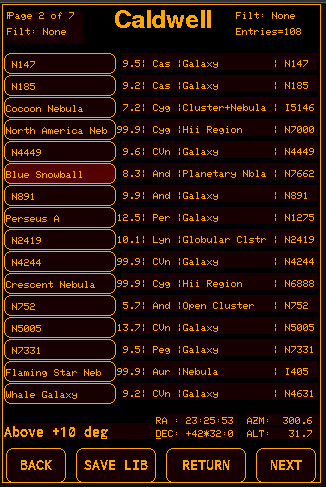 Page 2 of 7 Caldwell Filt: None
Filt: None Entries=108
N147 9.5¦ Cas ¦Galaxy ¦ N147
N185 9.2¦ Cas ¦Galaxy ¦ N185
Cocoon Nebula 7.2¦ Cyg ¦Cluster+Nebula ¦ I5146
North America Neb 99.9¦ Cyg ¦Hii Region ¦ N7000
N4449 9.6¦ CVn ¦Galaxy ¦ N4449
Blue Snowball 8.3¦ And ¦Planetary Nbla ¦ N7662
N891 9.9¦ And ¦Galaxy ¦ N891
Perseus A 12.5¦ Per ¦Galaxy ¦ N1275
N2419 10.1¦ Lyn ¦Globular Clstr ¦ N2419
N4244 99.9¦ CVn ¦Galaxy ¦ N4244
Crescent Nebula 99.9¦ Cyg ¦Hii Region ¦ N6888
N752 5.7¦ And ¦Open Cluster ¦ N752
N5005 13.7¦ CVn ¦Galaxy ¦ N5005
N7331 9.5¦ Peg ¦Galaxy ¦ N7331
Flaming Star Neb 99.9¦ Aur ¦Nebula ¦ I405
Whale Galaxy 9.2¦ CVn ¦Galaxy ¦ N4631
RA : 23:25:53 AZM: 300.6
Above +10 deg DEC: +42*32:0 ALT: 31.7
BACK SAVE LIB RETURN NEXT